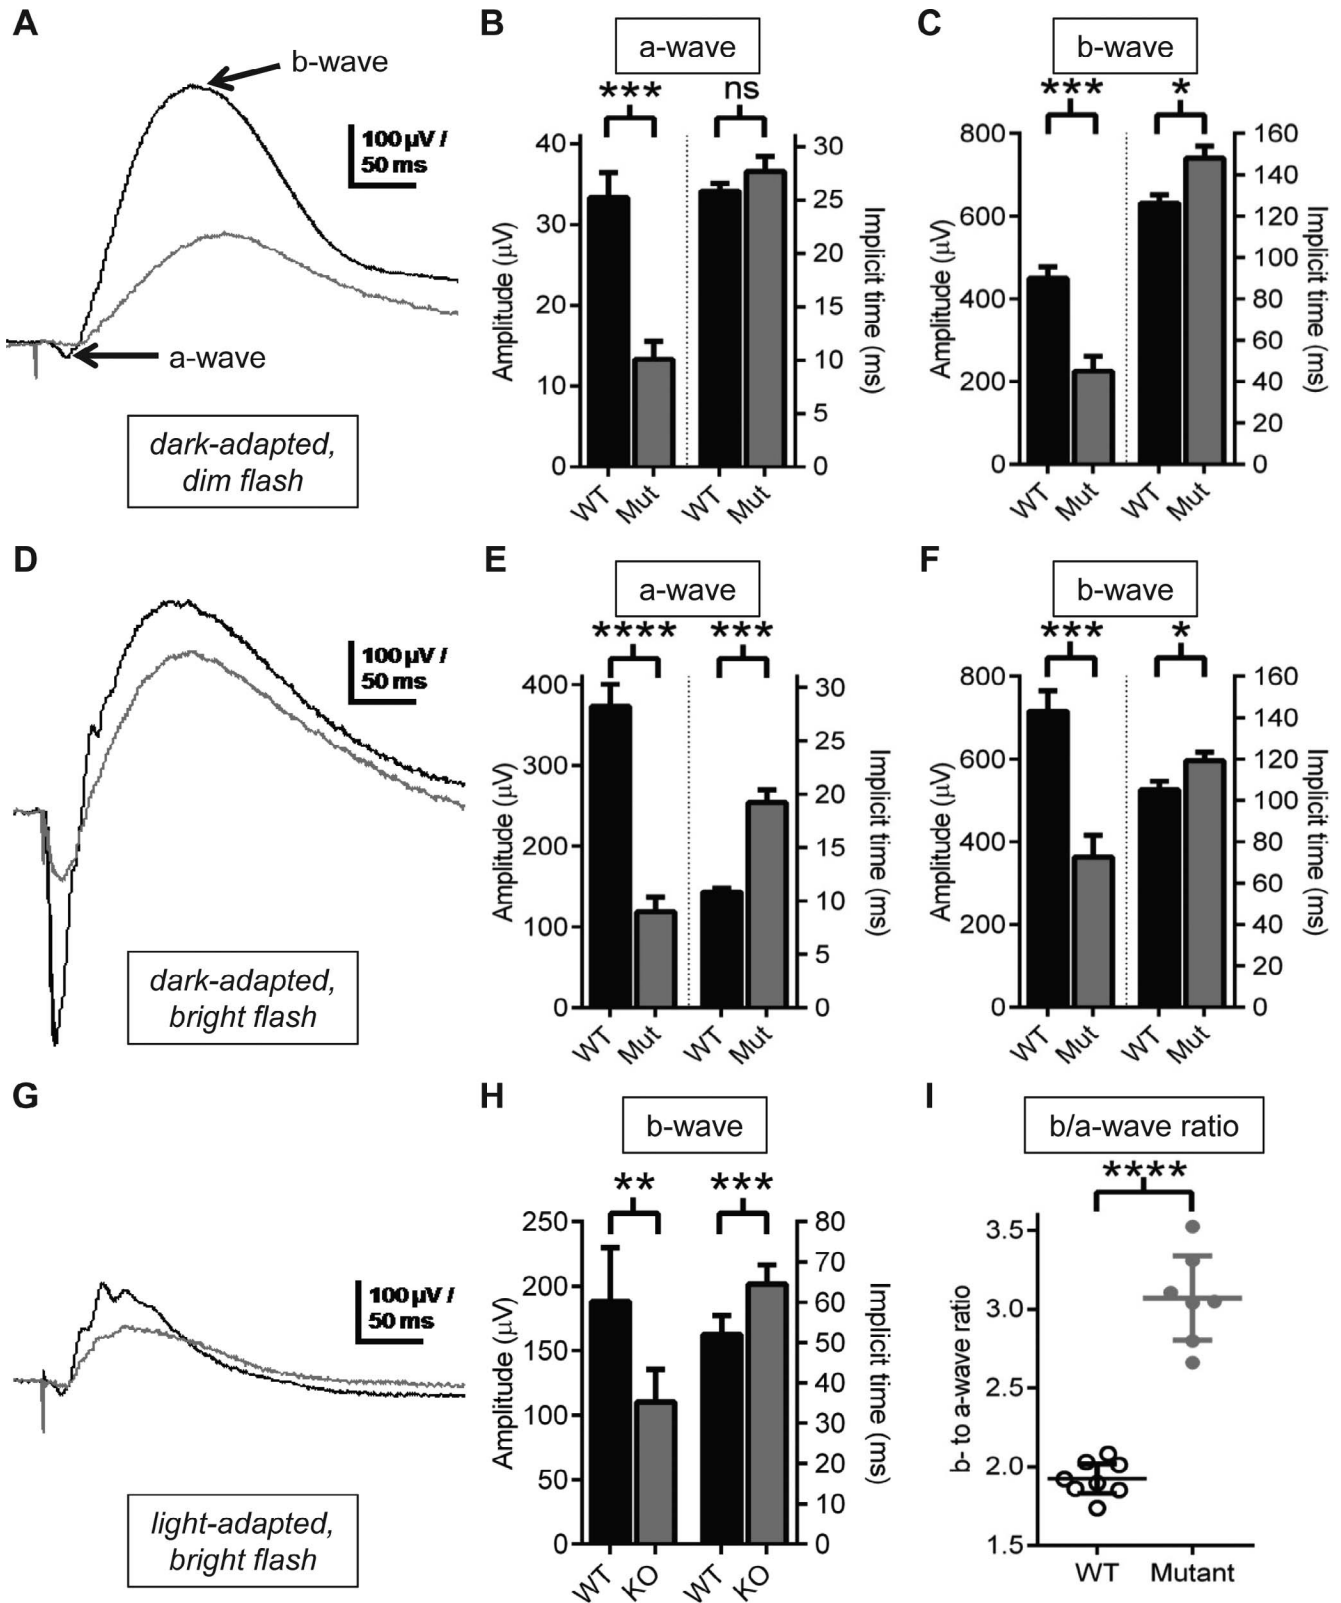 A
b-wave
100 µV /
50 ms
a-wave
dark-adapted,
dim flash
B
a-wave
***
ns
40
30
20
10
0
Amplitude (µV)
30
25
20
15
10
5
0
Implicit time (ms)
WT
Mut
WT
Mut
C
b-wave
***
*
800
600
400
200
0
Amplitude (µV)
160
140
120
100
80
60
40
20
0
Implicit time (ms)
WT
Mut
WT
Mut
D
100 µV /
50 ms
dark-adapted,
bright flash
E
a-wave
****
***
400
300
200
100
0
Amplitude (µV)
30
25
20
15
10
5
0
Implicit time (ms)
WT
Mut
WT
Mut
F
b-wave
***
*
800
600
400
200
0
Amplitude (µV)
160
140
120
100
80
60
40
20
0
Implicit time (ms)
WT
Mut
WT
Mut
G
100 µV /
50 ms
light-adapted,
bright flash
H
b-wave
**
***
250
200
150
100
50
0
Amplitude (µV)
80
70
60
50
40
30
20
10
0
Implicit time (ms)
WT
KO
WT
KO
I
b/a-wave ratio
****
3.5
3.0
2.5
2.0
1.5
b- to a-wave ratio
WT
Mutant